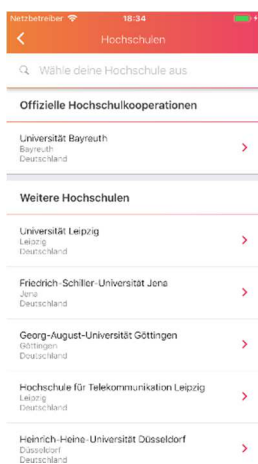 Netzbetreiber 18:34
Hochschulen
Wähle deine Hochschule aus
Offizielle Hochschulkooperationen
Universität Bayreuth
Bayreuth
Deutschland
Weitere Hochschulen
Universität Leipzig
Leipzig
Deutschland
Friedrich-Schiller-Universität Jena
Jena
Deutschland
Georg-August-Universität Göttingen
Göttingen
Deutschland
Hochschule für Telekommunikation Leipzig
Leipzig
Deutschland
Heinrich-Heine-Universität Düsseldorf
Düsseldorf
Deutschland